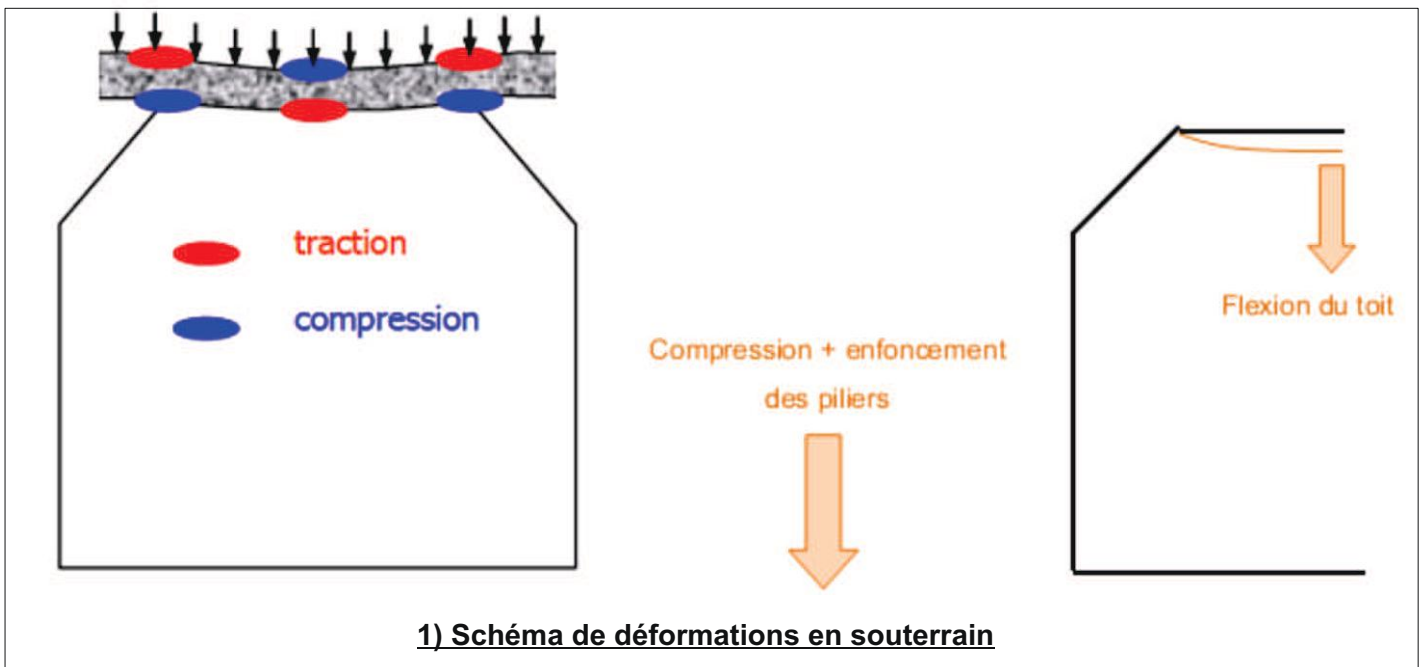 traction
compression
Compression + enfoncement
des piliers
Flexion du toit
1) Schéma de déformations en souterrain